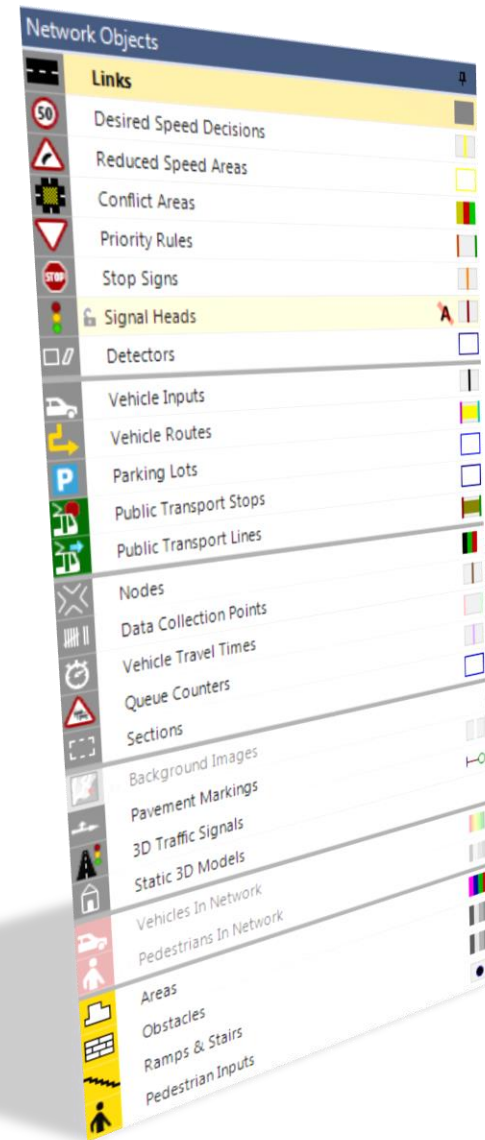 Network Objects
Links
50
Desired Speed Decisions
Reduced Speed Areas
Conflict Areas
Priority Rules
STOP
Stop Signs
Signal Heads
A
Detectors
Vehicle Inputs
Vehicle Routes
P
Parking Lots
Public Transport Stops
Public Transport Lines
Nodes
Data Collection Points
Vehicle Travel Times
Queue Counters
Sections
Background Images
Pavement Markings
3D Traffic Signals
Static 3D Models
Vehicles In Network
Pedestrians In Network
Areas
Obstacles
Ramps & Stairs
Pedestrian Inputs